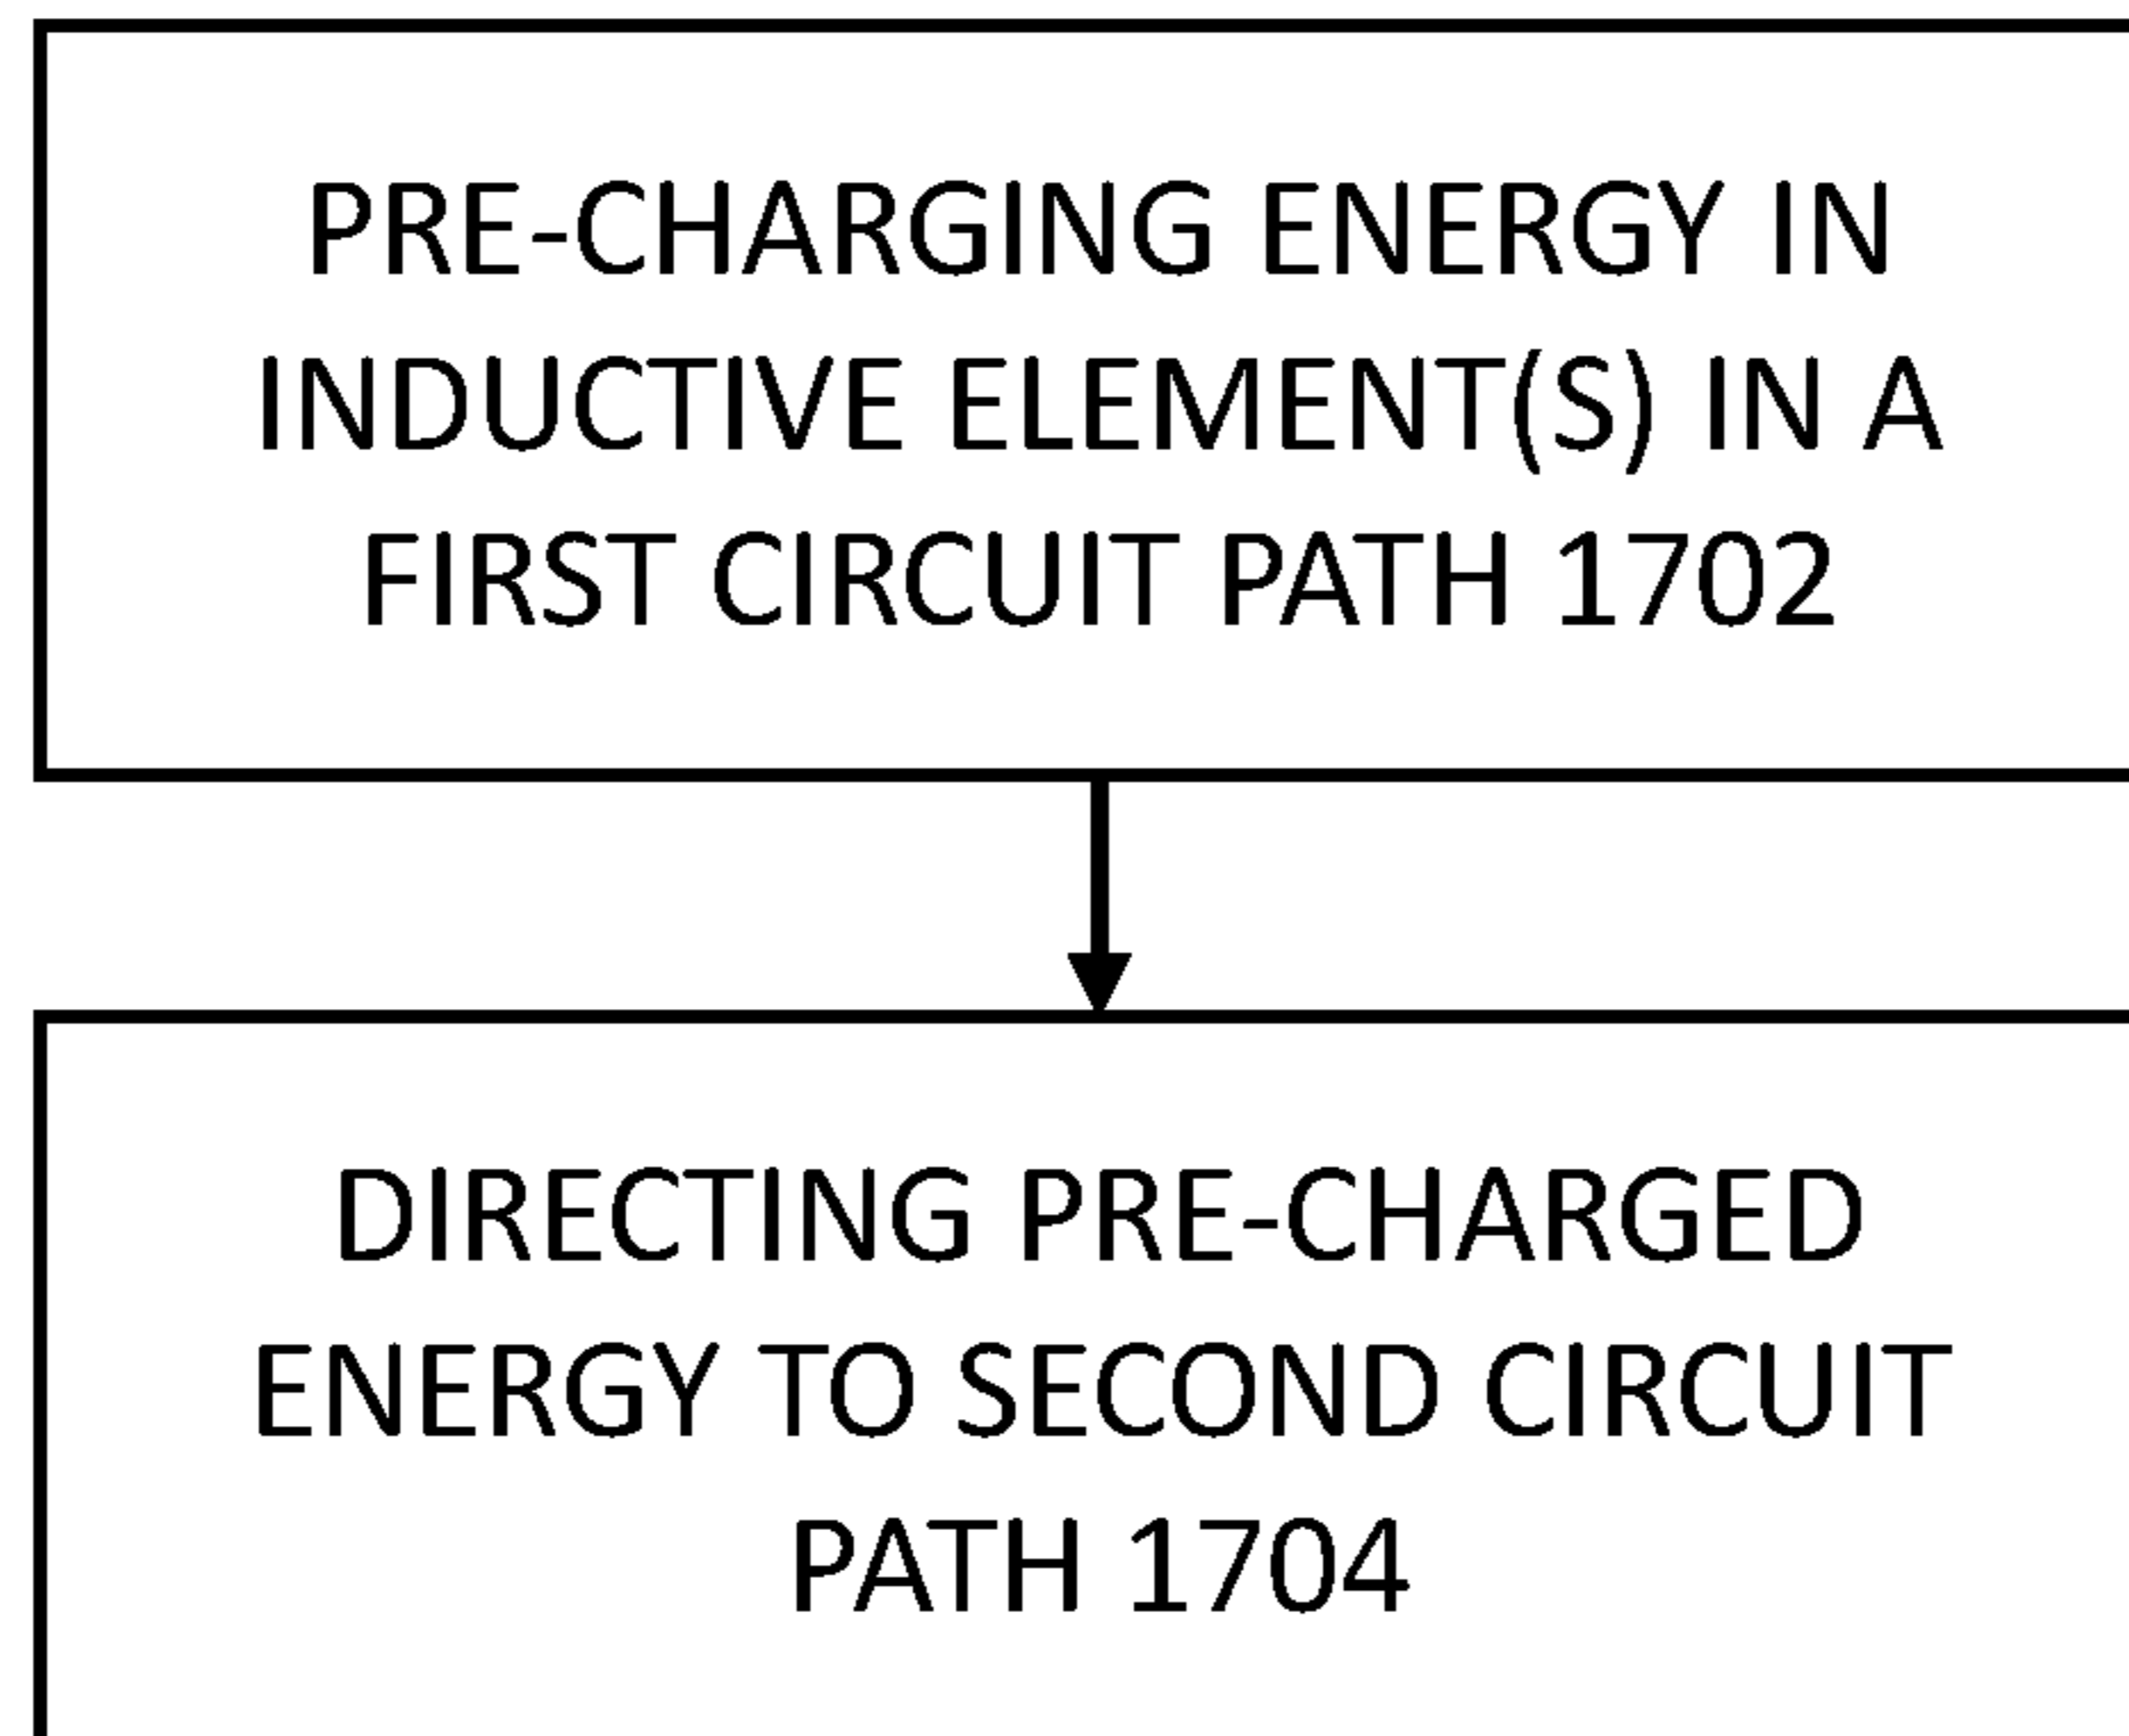 PRE-CHARGING ENERGY IN
INDUCTIVE ELEMENT(S) IN A
FIRST CIRCUIT PATH 1702
DIRECTING PRE-CHARGED
ENERGY TO SECOND CIRCUIT
PATH 1704